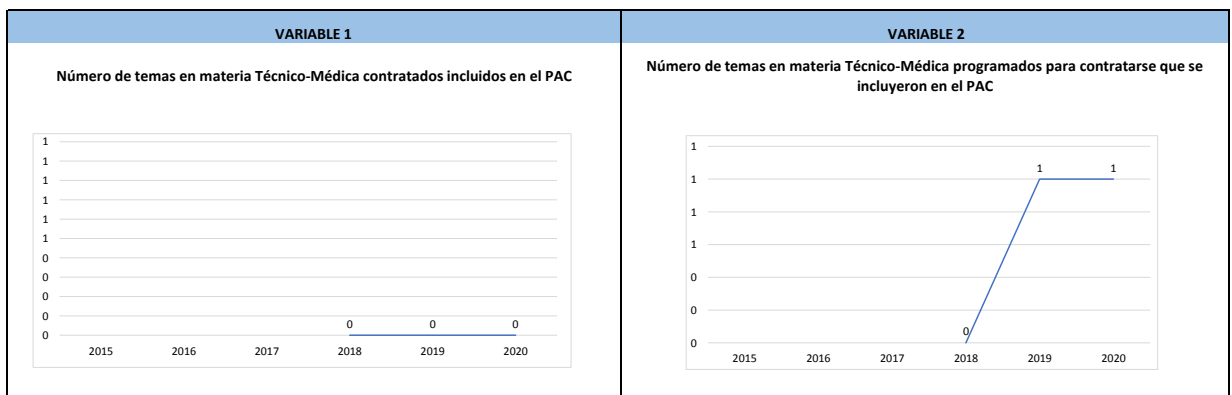 VARIABLE 1
Número de temas en materia Técnico-Médica contratados incluidos en el PAC
1
1
1
1
1
1
0
0
0
0
0
0 0 0
2015 2016 2017 2018 2019 2020
VARIABLE 2
Número de temas en materia Técnico-Médica programados para contratarse que se
incluyeron en el PAC
1
1
1
1
0
0
0
0 1 1
2015 2016 2017 2018 2019 2020